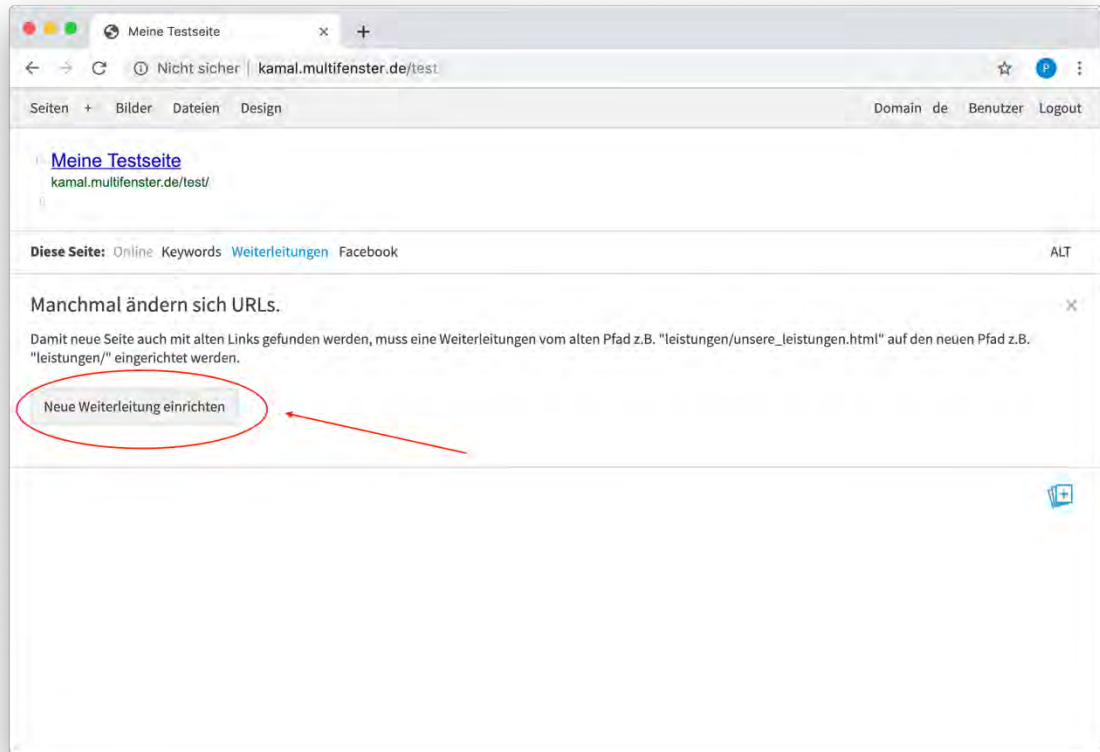 Meine Testseite
Nicht sicher | kamal.multifenster.de/test
P
Seiten + Bilder Dateien Design Domain de Benutzer Logout
Meine Testseite
kamal.multifenster.de/test/
Diese Seite: Online Keywords Weiterleitungen Facebook ALT
Manchmal ändern sich URLs.
Damit neue Seite auch mit alten Links gefunden werden, muss eine Weiterleitungen vom alten Pfad z.B. "leistungen/unsere_leistungen.html" auf den neuen Pfad z.B.
"leistungen/" eingerichtet werden.
Neue Weiterleitung einrichten